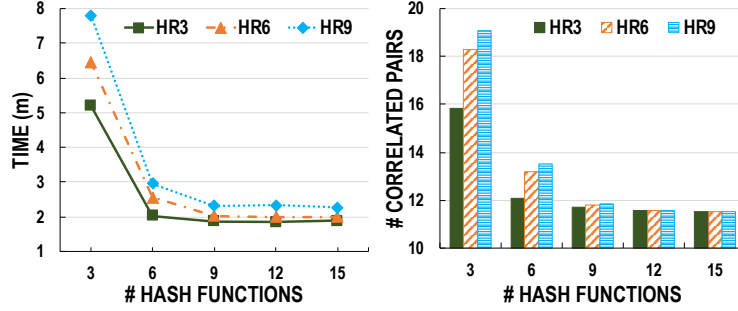 8
7
6
5
4
3
2
1
TIME (m)
HR3 HR6 HR9
3 6 9 12 15
# HASH FUNCTIONS
20
18
16
14
12
10
# CORRELATED PAIRS
HR3 HR6 HR9
3 6 9 12 15
# HASH FUNCTIONS